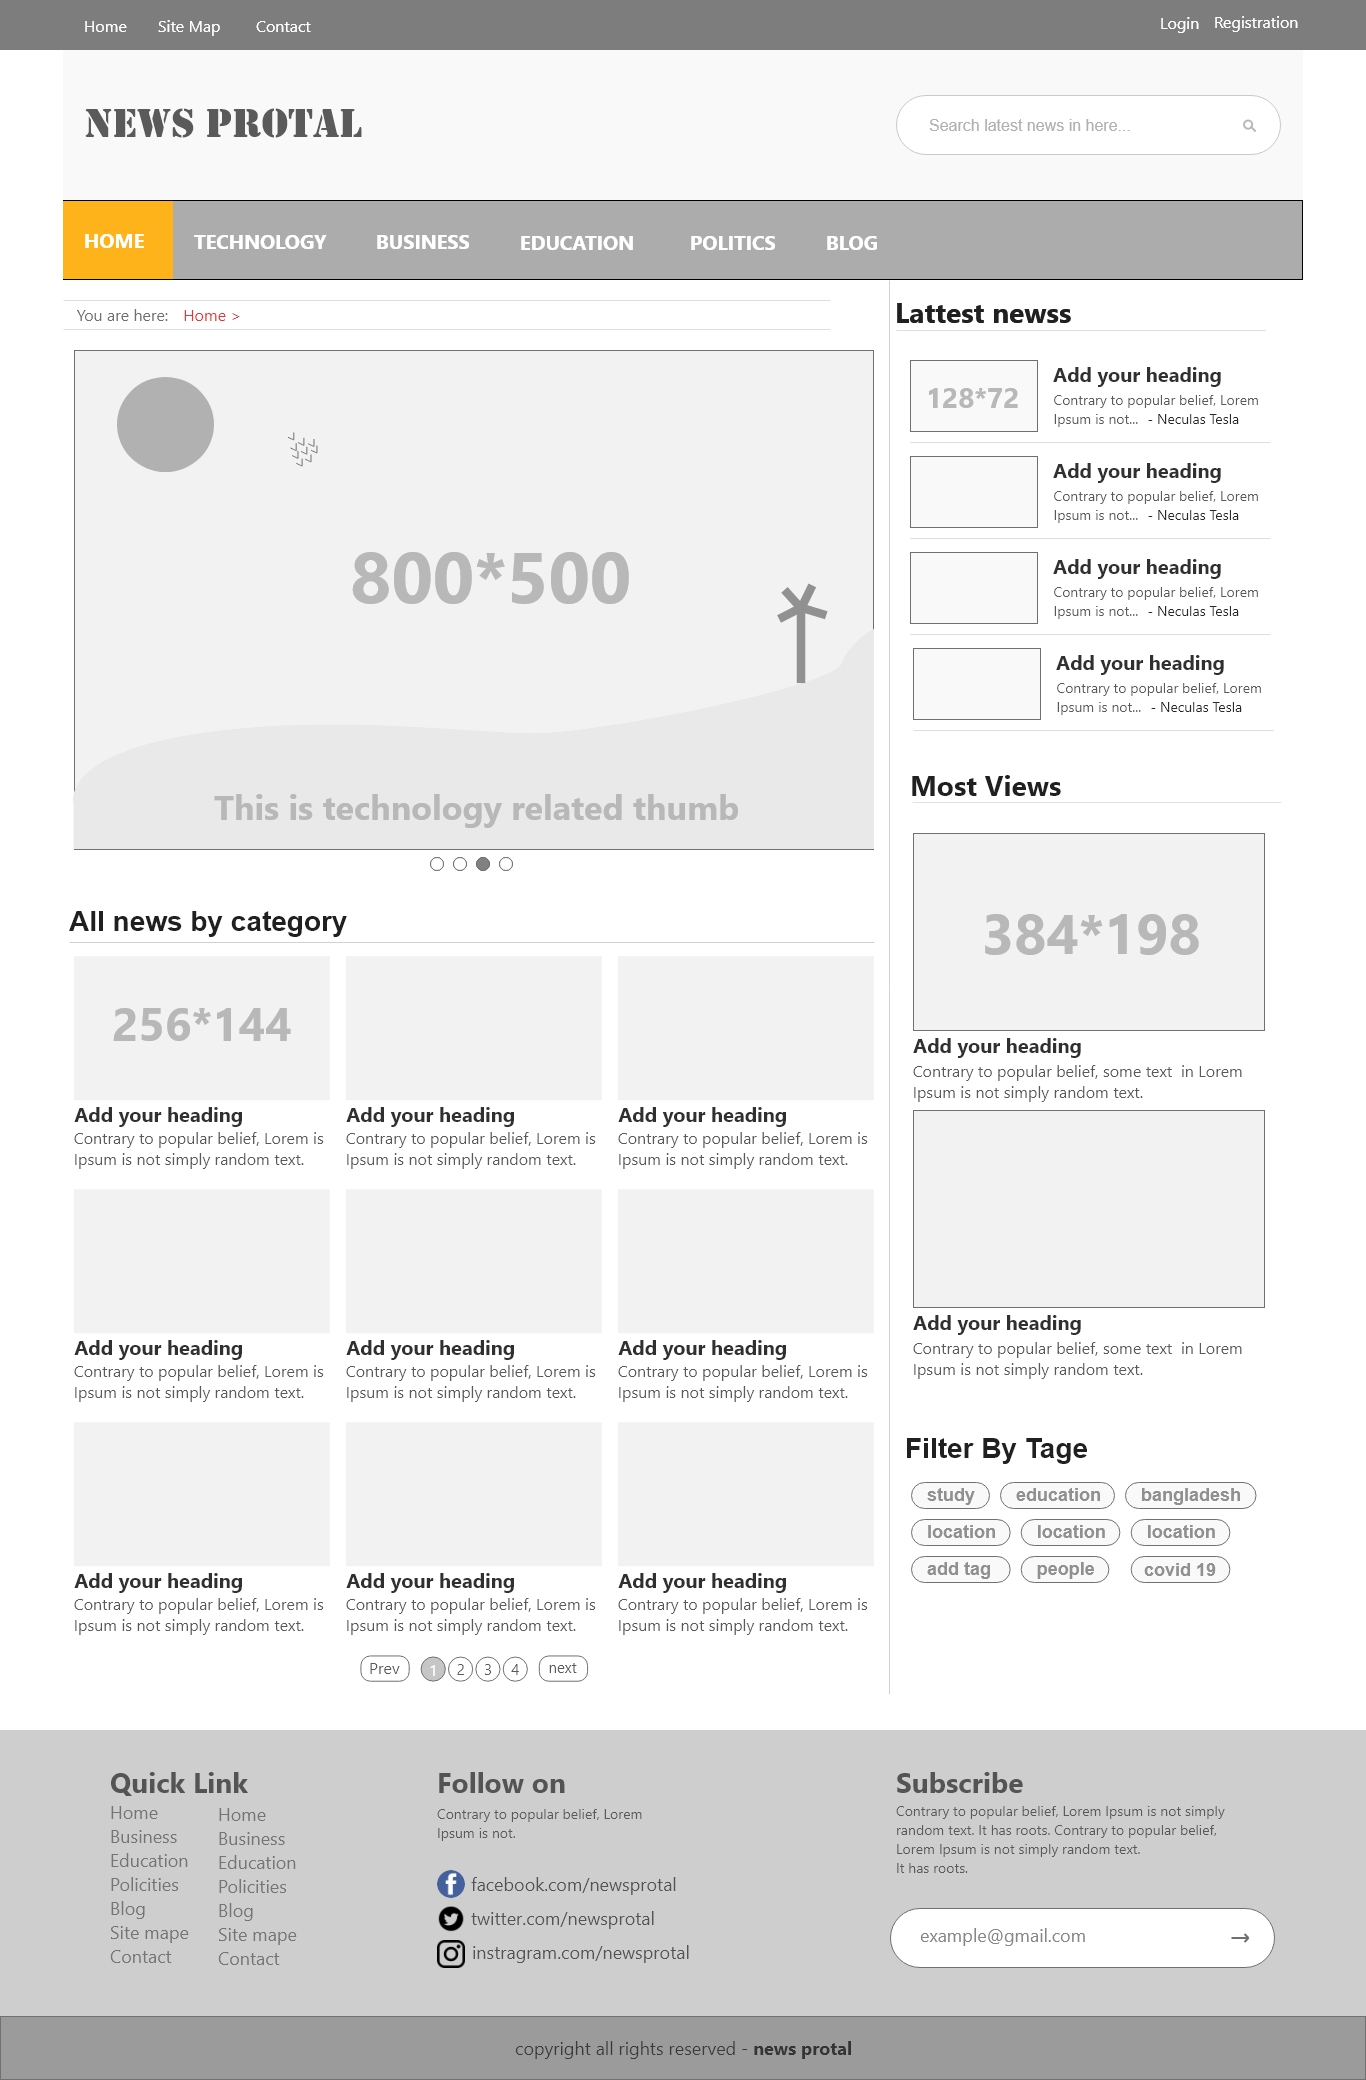 Home Site Map Contact Login Registration
NEWS PROTAL
Search latest news in here...
HOME TECHNOLOGY BUSINESS EDUCATION POLITICS BLOG
You are here: Home >
800*500
This is technology related thumb
All news by category
256*144
Add your heading
Contrary to popular belief, Lorem is
Ipsum is not simply random text.
Add your heading
Contrary to popular belief, Lorem is
Ipsum is not simply random text.
Add your heading
Contrary to popular belief, Lorem is
Ipsum is not simply random text.
Add your heading
Contrary to popular belief, Lorem is
Ipsum is not simply random text.
Add your heading
Contrary to popular belief, Lorem is
Ipsum is not simply random text.
Add your heading
Contrary to popular belief, Lorem is
Ipsum is not simply random text.
Add your heading
Contrary to popular belief, Lorem is
Ipsum is not simply random text.
Add your heading
Contrary to popular belief, Lorem is
Ipsum is not simply random text.
Add your heading
Contrary to popular belief, Lorem is
Ipsum is not simply random text.
Prev 1 2 3 4 next
Lattest newss
128*72
Add your heading
Contrary to popular belief, Lorem
Ipsum is not... - Neculas Tesla
Add your heading
Contrary to popular belief, Lorem
Ipsum is not... - Neculas Tesla
Add your heading
Contrary to popular belief, Lorem
Ipsum is not... - Neculas Tesla
Add your heading
Contrary to popular belief, Lorem
Ipsum is not... - Neculas Tesla
Most Views
384*198
Add your heading
Contrary to popular belief, some text in Lorem
Ipsum is not simply random text.
Add your heading
Contrary to popular belief, some text in Lorem
Ipsum is not simply random text.
Filter By Tage
study education bangladesh
location location location
add tag people covid 19
Quick Link
Home
Business
Education
Policities
Blog
Site mape
Contact
Home
Business
Education
Policities
Blog
Site mape
Contact
Follow on
Contrary to popular belief, Lorem
Ipsum is not.
facebook.com/newsprotal
twitter.com/newsprotal
instragram.com/newsprotal
Subscribe
Contrary to popular belief, Lorem Ipsum is not simply
random text. It has roots. Contrary to popular belief,
Lorem Ipsum is not simply random text.
It has roots.
example@gmail.com →
copyright all rights reserved - news protal